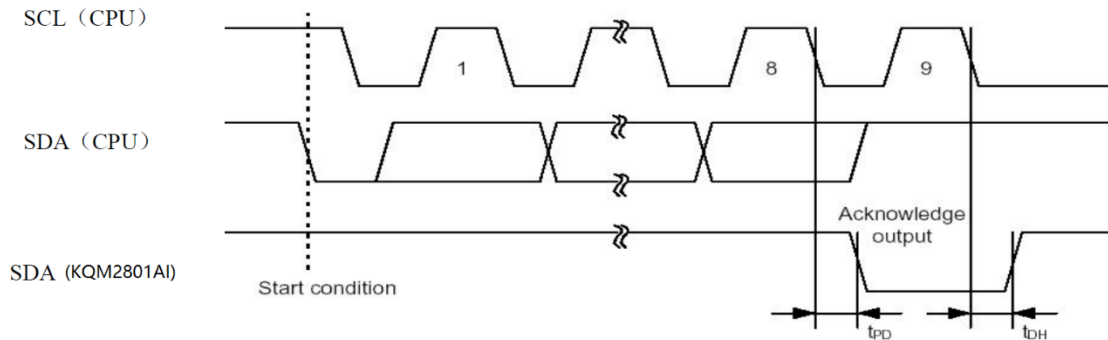 SCL（CPU）
1
8
9
SDA（CPU）
Acknowledge
output
SDA (KQM2801AI)
Start condition
tPD
tDH